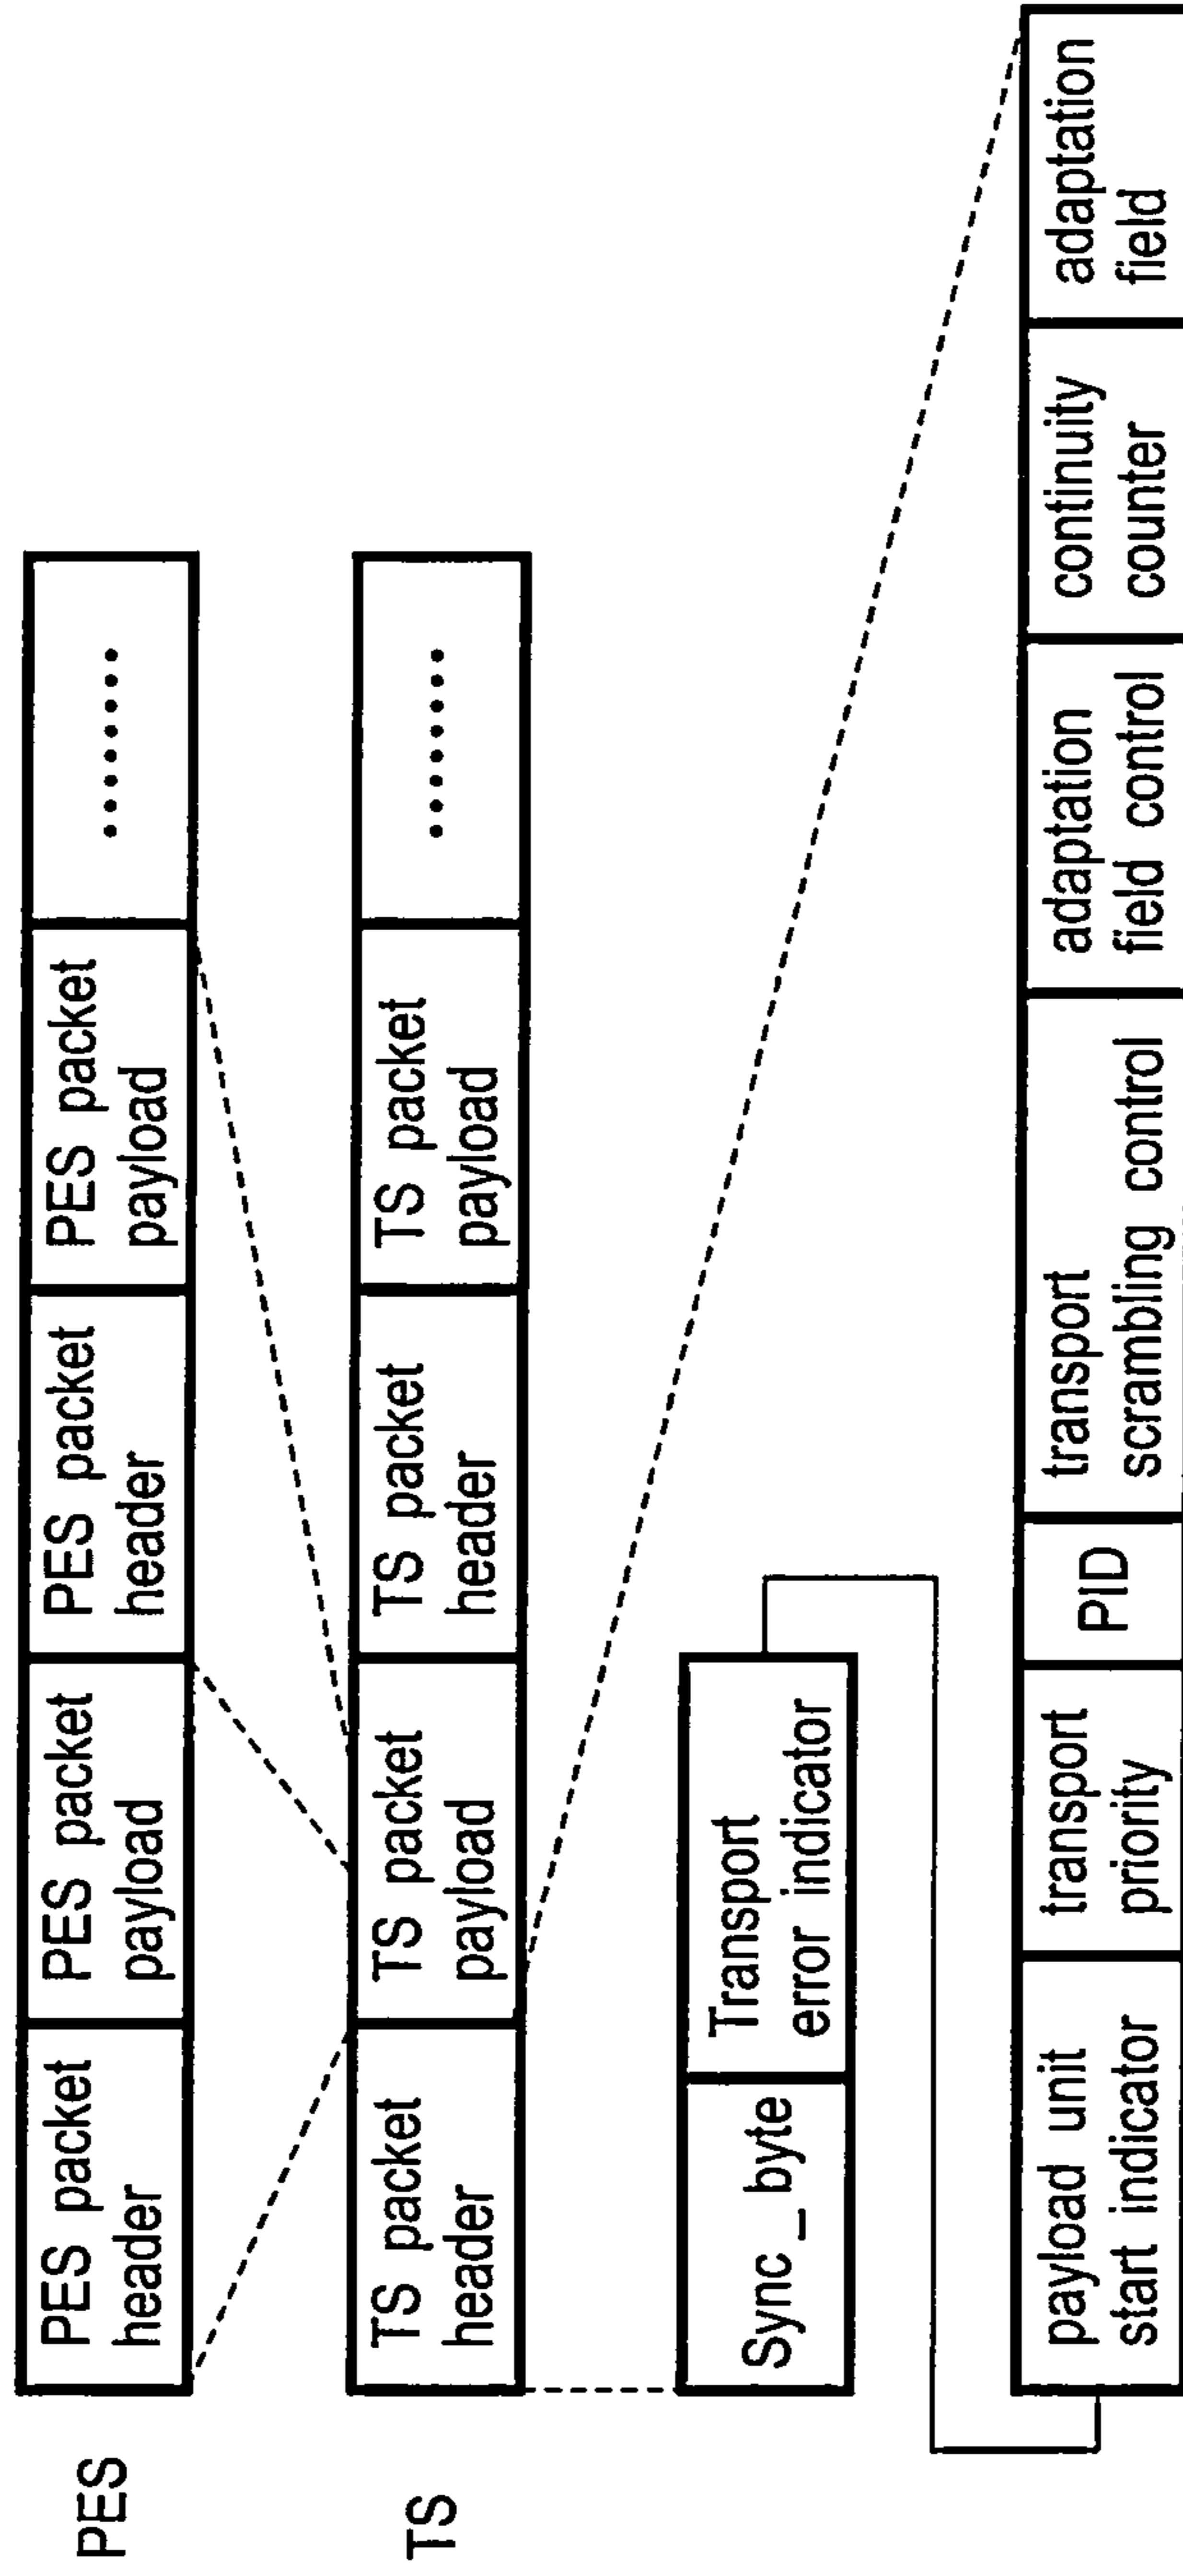 PES
PES packet
header
PES packet
payload
PES packet
header
PES packet
payload
........
TS
TS packet
header
TS packet
payload
TS packet
header
TS packet
payload
........
Sync_byte
Transport
error indicator
payload unit
start indicator
transport
priority
PID
transport
scrambling control
adaptation
field control
continuity
counter
adaptation
field